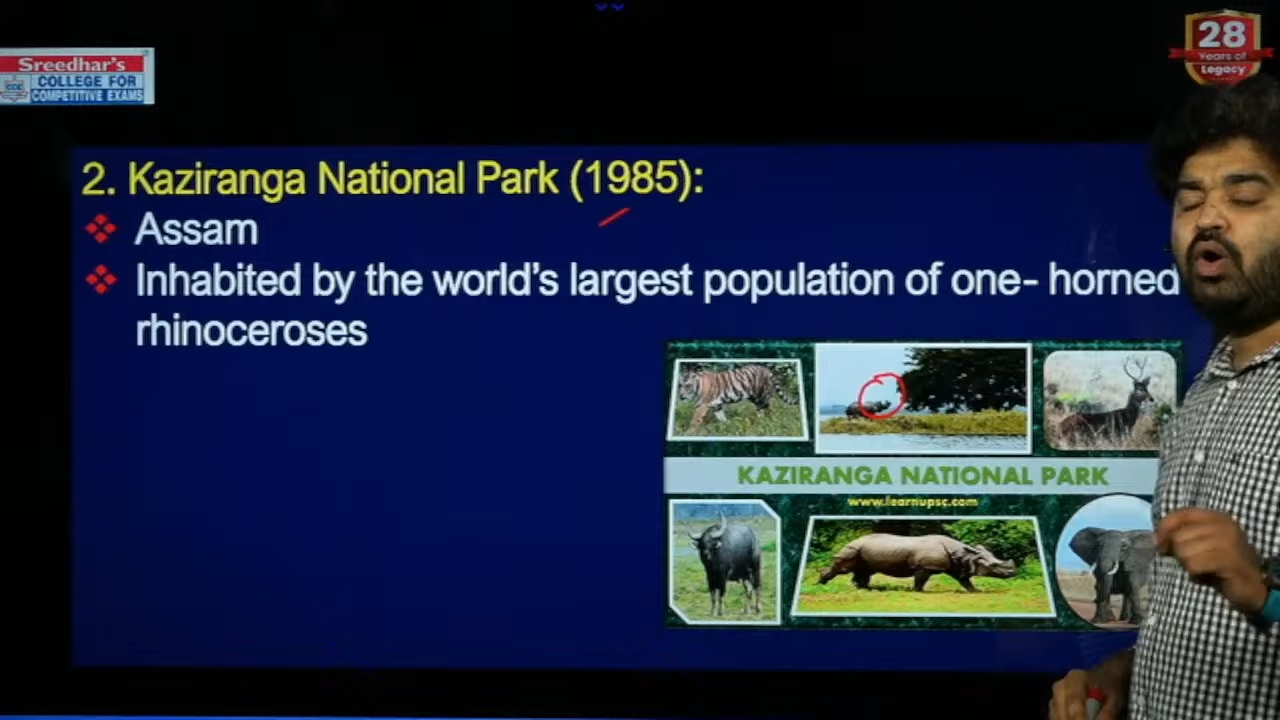 Sreedhar's
COLLEGE FOR
CCE
COMPETITIVE EXAMS
28
Years of
Legacy
2. Kaziranga National Park (1985):
Assam
Inhabited by the world's largest population of one- horned
rhinoceroses
KAZIRANGA NATIONAL PARK
www.learnupsc.com